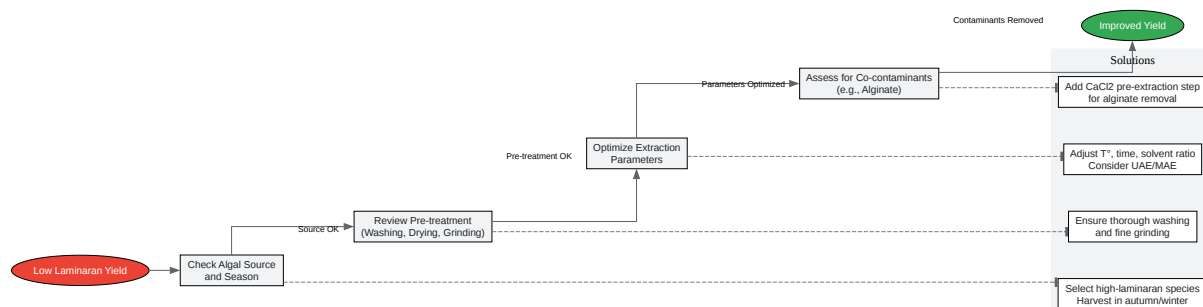 Contaminants Removed
Improved Yield
Solutions
Assess for Co-contaminants
(e.g., Alginate)
Parameters Optimized
Add CaCl2 pre-extraction step
for alginate removal
Optimize Extraction
Parameters
Pre-treatment OK
Adjust T°, time, solvent ratio
Consider UAE/MAE
Review Pre-treatment
(Washing, Drying, Grinding)
Source OK
Ensure thorough washing
and fine grinding
Low Laminaran Yield
Check Algal Source
and Season
Select high-laminaran species
Harvest in autumn/winter